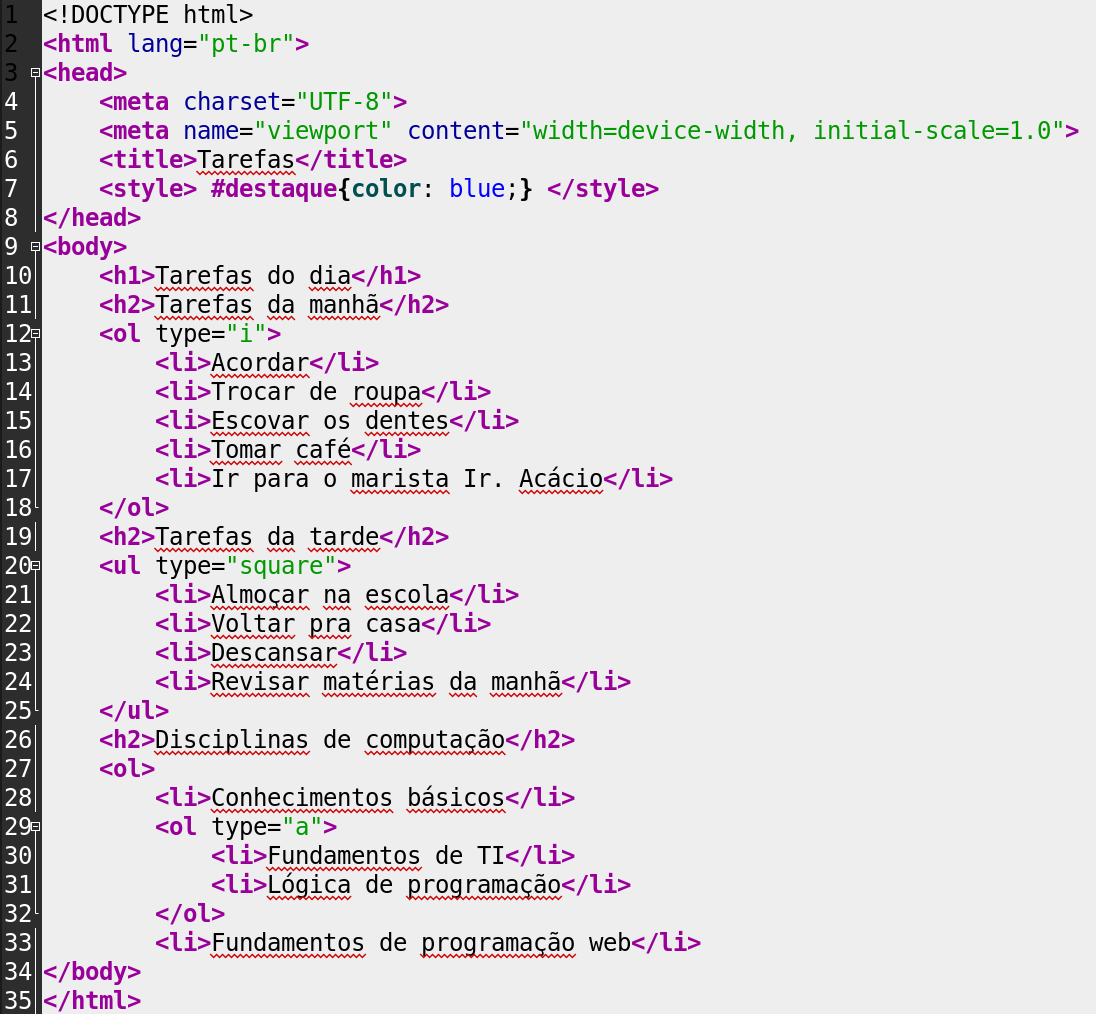 1 <!DOCTYPE html>
2 <html lang="pt-br">
3 <head>
4     <meta charset="UTF-8">
5     <meta name="viewport" content="width=device-width, initial-scale=1.0">
6     <title>Tarefas</title>
7     <style> #destaque{color: blue;} </style>
8 </head>
9 <body>
10     <h1>Tarefas do dia</h1>
11     <h2>Tarefas da manhã</h2>
12     <ol type="i">
13         <li>Acordar</li>
14         <li>Trocar de roupa</li>
15         <li>Escovar os dentes</li>
16         <li>Tomar café</li>
17         <li>Ir para o marista Ir. Acácio</li>
18     </ol>
19     <h2>Tarefas da tarde</h2>
20     <ul type="square">
21         <li>Almoçar na escola</li>
22         <li>Voltar pra casa</li>
23         <li>Descansar</li>
24         <li>Revisar matérias da manhã</li>
25     </ul>
26     <h2>Disciplinas de computação</h2>
27     <ol>
28         <li>Conhecimentos básicos</li>
29         <ol type="a">
30             <li>Fundamentos de TI</li>
31             <li>Lógica de programação</li>
32         </ol>
33         <li>Fundamentos de programação web</li>
34 </body>
35 </html>